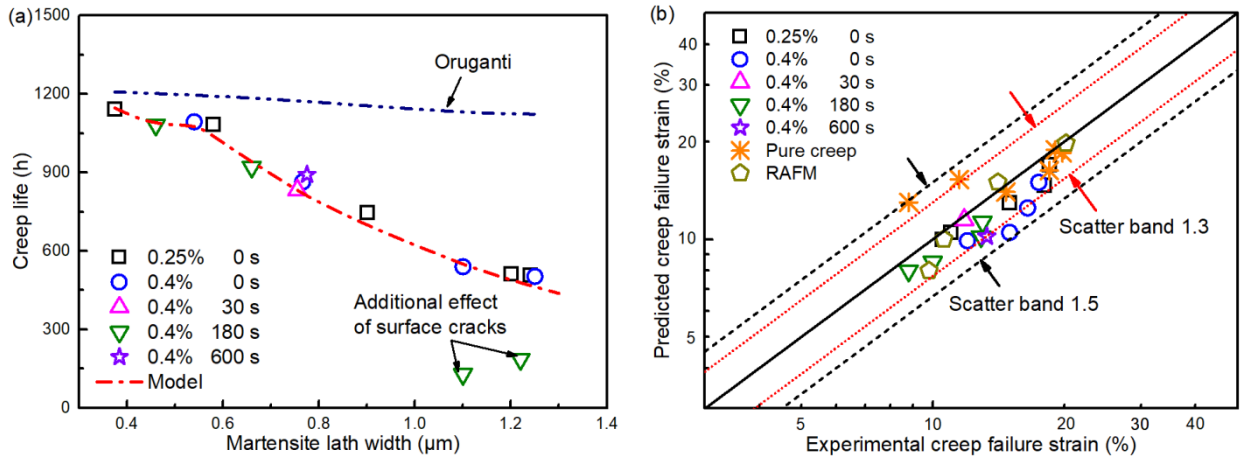 (a)
1500
1200
900
600
300
0
Creep life (h)
Oruganti
0.25% 0 s
0.4% 0 s
0.4% 30 s
0.4% 180 s
0.4% 600 s
Model
Additional effect
of surface cracks
0.4 0.6 0.8 1.0 1.2 1.4
Martensite lath width (μm)
(b)
40
30
20
10
5
Predicted creep failure strain (%)
0.25% 0 s
0.4% 0 s
0.4% 30 s
0.4% 180 s
0.4% 600 s
Pure creep
RAFM
Scatter band 1.3
Scatter band 1.5
5 10 20 30 40
Experimental creep failure strain (%)